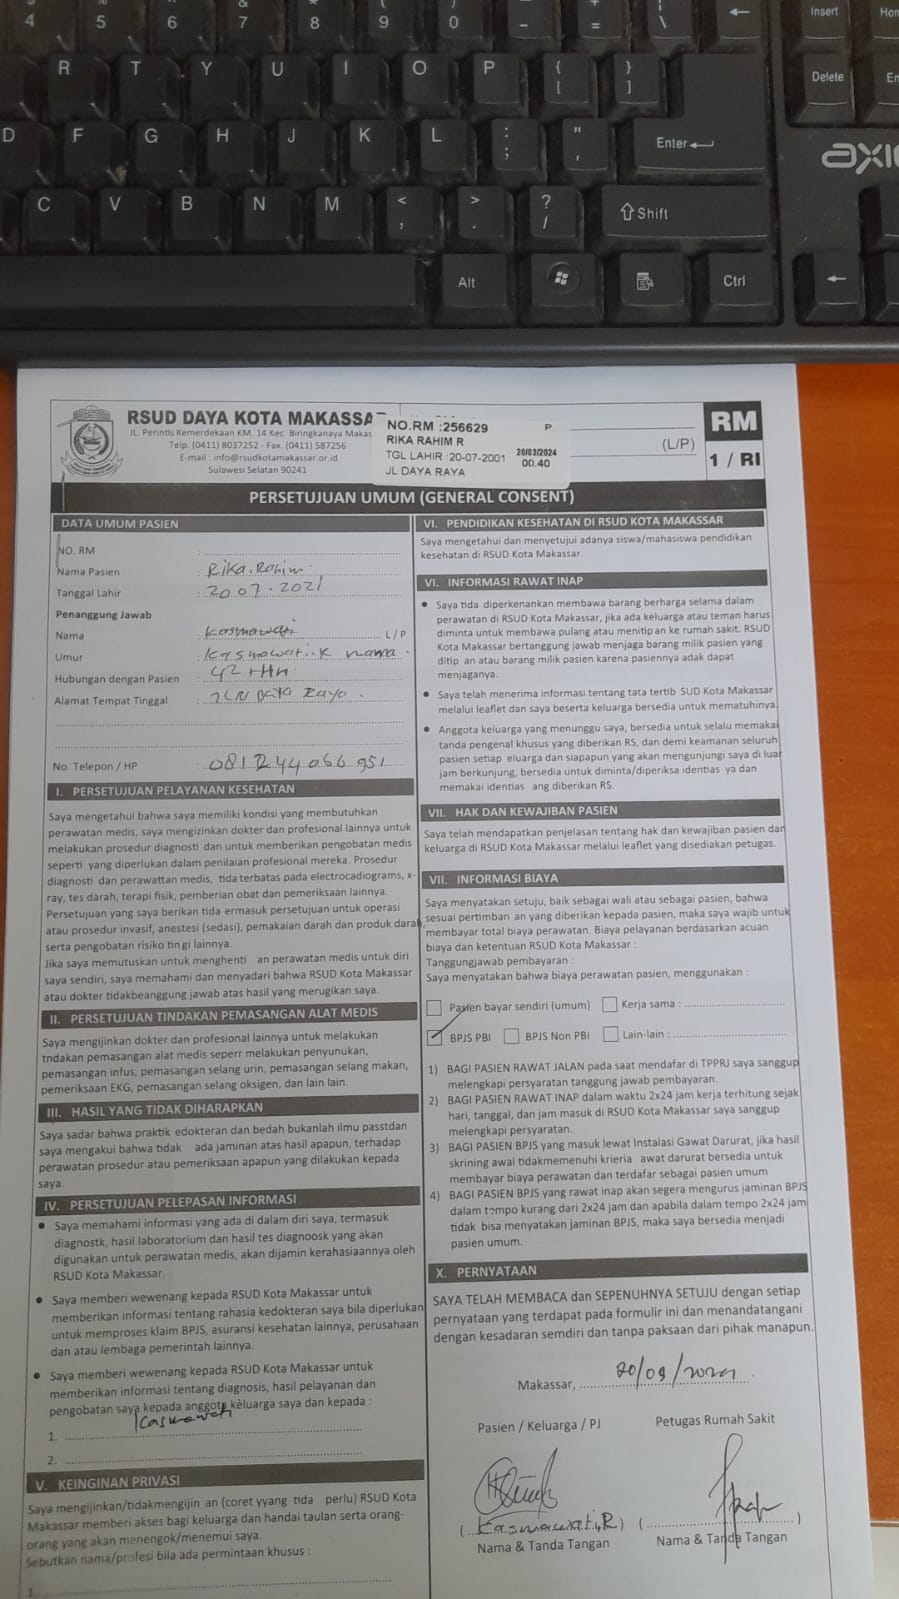 4 5 & 6 & 7 * 8 ( 9 ) 0 - + = | \ ← Insert Hom
R T Y U I O P { [ } ] Delete En
D F G H J K L : ; " ' Enter ←
C V B N M < , > . ? / ⇧ Shift
Alt Ctrl ←
AXI
RSUD DAYA KOTA MAKASSA
JL. Perintis Kemerdekaan KM. 14 Kec. Biringkanaya Makas
Telp. (0411) 8037252 - Fax. (0411) 587256
E-mail : info@rsudkotamakassar.or.id
Sulawesi Selatan 90241
NO.RM :256629 P
RIKA RAHIM R
TGL LAHIR :20-07-2001 20/03/2024
JL DAYA RAYA 00.40
(L/P)
RM
1 / RI
PERSETUJUAN UMUM (GENERAL CONSENT)
DATA UMUM PASIEN
NO. RM :
Nama Pasien : Rika.Rahim.
Tanggal Lahir : 20.07.2021
Penanggung Jawab
Nama : Kasmawati L/P
Umur : Kasmawati.R mama.
Hubungan dengan Pasien : 42 tHn
Alamat Tempat Tinggal : JLN Daya Raya.
No. Telepon / HP : 081244066951
I. PERSETUJUAN PELAYANAN KESEHATAN
Saya mengetahui bahwa saya memiliki kondisi yang membutuhkan
perawatan medis, saya mengizinkan dokter dan profesional lainnya untuk
melakukan prosedur diagnosti dan untuk memberikan pengobatan medis
seperti yang diperlukan dalam penilaian profesional mereka. Prosedur
diagnosti dan perawattan medis, tida terbatas pada electrocadiograms, x-
ray, tes darah, terapi fisik, pemberian obat dan pemeriksaan lainnya.
Persetujuan yang saya berikan tida ermasuk persetujuan untuk operasi
atau prosedur invasif, anestesi (sedasi), pemakaian darah dan produk darah,
serta pengobatan risiko tin gi lainnya.
Jika saya memutuskan untuk menghenti an perawatan medis untuk diri
saya sendiri, saya memahami dan menyadari bahwa RSUD Kota Makassar
atau dokter tidakbeanggung jawab atas hasil yang merugikan saya.
II. PERSETUJUAN TINDAKAN PEMASANGAN ALAT MEDIS
Saya mengijinkan dokter dan profesional lainnya untuk melakukan
tndakan pemasangan alat medis seperr melakukan penyunukan,
pemasangan infus, pemasangan selang urin, pemasangan selang makan,
pemeriksaan EKG, pemasangan selang oksigen, dan lain lain.
III. HASIL YANG TIDAK DIHARAPKAN
Saya sadar bahwa praktik edokteran dan bedah bukanlah ilmu passtdan
saya mengakui bahwa tidak ada jaminan atas hasil apapun, terhadap
perawatan prosedur atau pemeriksaan apapun yang dilakukan kepada
saya.
IV. PERSETUJUAN PELEPASAN INFORMASI
● Saya memahami informasi yang ada di dalam diri saya, termasuk
diagnostk, hasil laboratorium dan hasil tes diagnoosk yang akan
digunakan untuk perawatan medis, akan dijamin kerahasiaannya oleh
RSUD Kota Makassar.
● Saya memberi wewenang kepada RSUD Kota Makassar untuk
memberikan informasi tentang rahasia kedokteran saya bila diperlukan
untuk memproses klaim BPJS, asuransi kesehatan lainnya, perusahaan
dan atau lembaga pemerintah lainnya.
● Saya memberi wewenang kepada RSUD Kota Makassar untuk
memberikan informasi tentang diagnosis, hasil pelayanan dan
pengobatan saya kepada anggota keluarga saya dan kepada :
1. Kasmawati
2.
V. KEINGINAN PRIVASI
Saya mengijinkan/tidakmengijin an (coret yyang tida perlu) RSUD Kota
Makassar memberi akses bagi keluarga dan handai taulan serta orang-
orang yang akan menengok/menemui saya.
Sebutkan nama/profesi bila ada permintaan khusus :
1.
VI. PENDIDIKAN KESEHATAN DI RSUD KOTA MAKASSAR
Saya mengetahui dan menyetujui adanya siswa/mahasiswa pendidikan
kesehatan di RSUD Kota Makassar.
VI. INFORMASI RAWAT INAP
● Saya tida diperkenankan membawa barang berharga selama dalam
perawatan di RSUD Kota Makassar, jika ada keluarga atau teman harus
diminta untuk membawa pulang atau menitipan ke rumah sakit. RSUD
Kota Makassar bertanggung jawab menjaga barang milik pasien yang
ditip an atau barang milik pasien karena pasiennya adak dapat
menjaganya.
● Saya telah menerima informasi tentang tata tertib SUD Kota Makassar
melalui leaflet dan saya beserta keluarga bersedia untuk mematuhinya.
● Anggota keluarga yang menunggu saya, bersedia untuk selalu memakai
tanda pengenal khusus yang diberikan RS, dan demi keamanan seluruh
pasien setiap eluarga dan siapapun yang akan mengunjungi saya di luar
jam berkunjung, bersedia untuk diminta/diperiksa identias ya dan
memakai identias ang diberikan RS.
VII. HAK DAN KEWAJIBAN PASIEN
Saya telah mendapatkan penjelasan tentang hak dan kewajiban pasien dan
keluarga di RSUD Kota Makassar melalui leaflet yang disediakan petugas.
VII. INFORMASI BIAYA
Saya menyatakan setuju, baik sebagai wali atau sebagai pasien, bahwa
sesuai pertimban an yang diberikan kepada pasien, maka saya wajib untuk
membayar total biaya perawatan. Biaya pelayanan berdasarkan acuan
biaya dan ketentuan RSUD Kota Makassar :
Tanggungjawab pembayaran :
Saya menyatakan bahwa biaya perawatan pasien, menggunakan :
Pasien bayar sendiri (umum) Kerja sama :
BPJS PBI BPJS Non PBI Lain-lain :
1) BAGI PASIEN RAWAT JALAN pada saat mendafar di TPPRJ saya sanggup
melengkapi persyaratan tanggung jawab pembayaran.
2) BAGI PASIEN RAWAT INAP dalam waktu 2x24 jam kerja terhitung sejak
hari, tanggal, dan jam masuk di RSUD Kota Makassar saya sanggup
melengkapi persyaratan.
3) BAGI PASIEN BPJS yang masuk lewat Instalasi Gawat Darurat, jika hasil
skrining awal tidakmemenuhi krieria awat darurat bersedia untuk
membayar biaya perawatan dan terdafar sebagai pasien umum
4) BAGI PASIEN BPJS yang rawat inap akan segera mengurus jaminan BPJS
dalam tempo kurang dari 2x24 jam dan apabila dalam tempo 2x24 jam
tidak bisa menyatakan jaminan BPJS, maka saya bersedia menjadi
pasien umum.
X. PERNYATAAN
SAYA TELAH MEMBACA dan SEPENUHNYA SETUJU dengan setiap
pernyataan yang terdapat pada formulir ini dan menandatangani
dengan kesadaran semdiri dan tanpa paksaan dari pihak manapun.
Makassar, 20/03/2024
Pasien / Keluarga / PJ Petugas Rumah Sakit
( Kasmawati,R ) ( )
Nama & Tanda Tangan Nama & Tanda Tangan